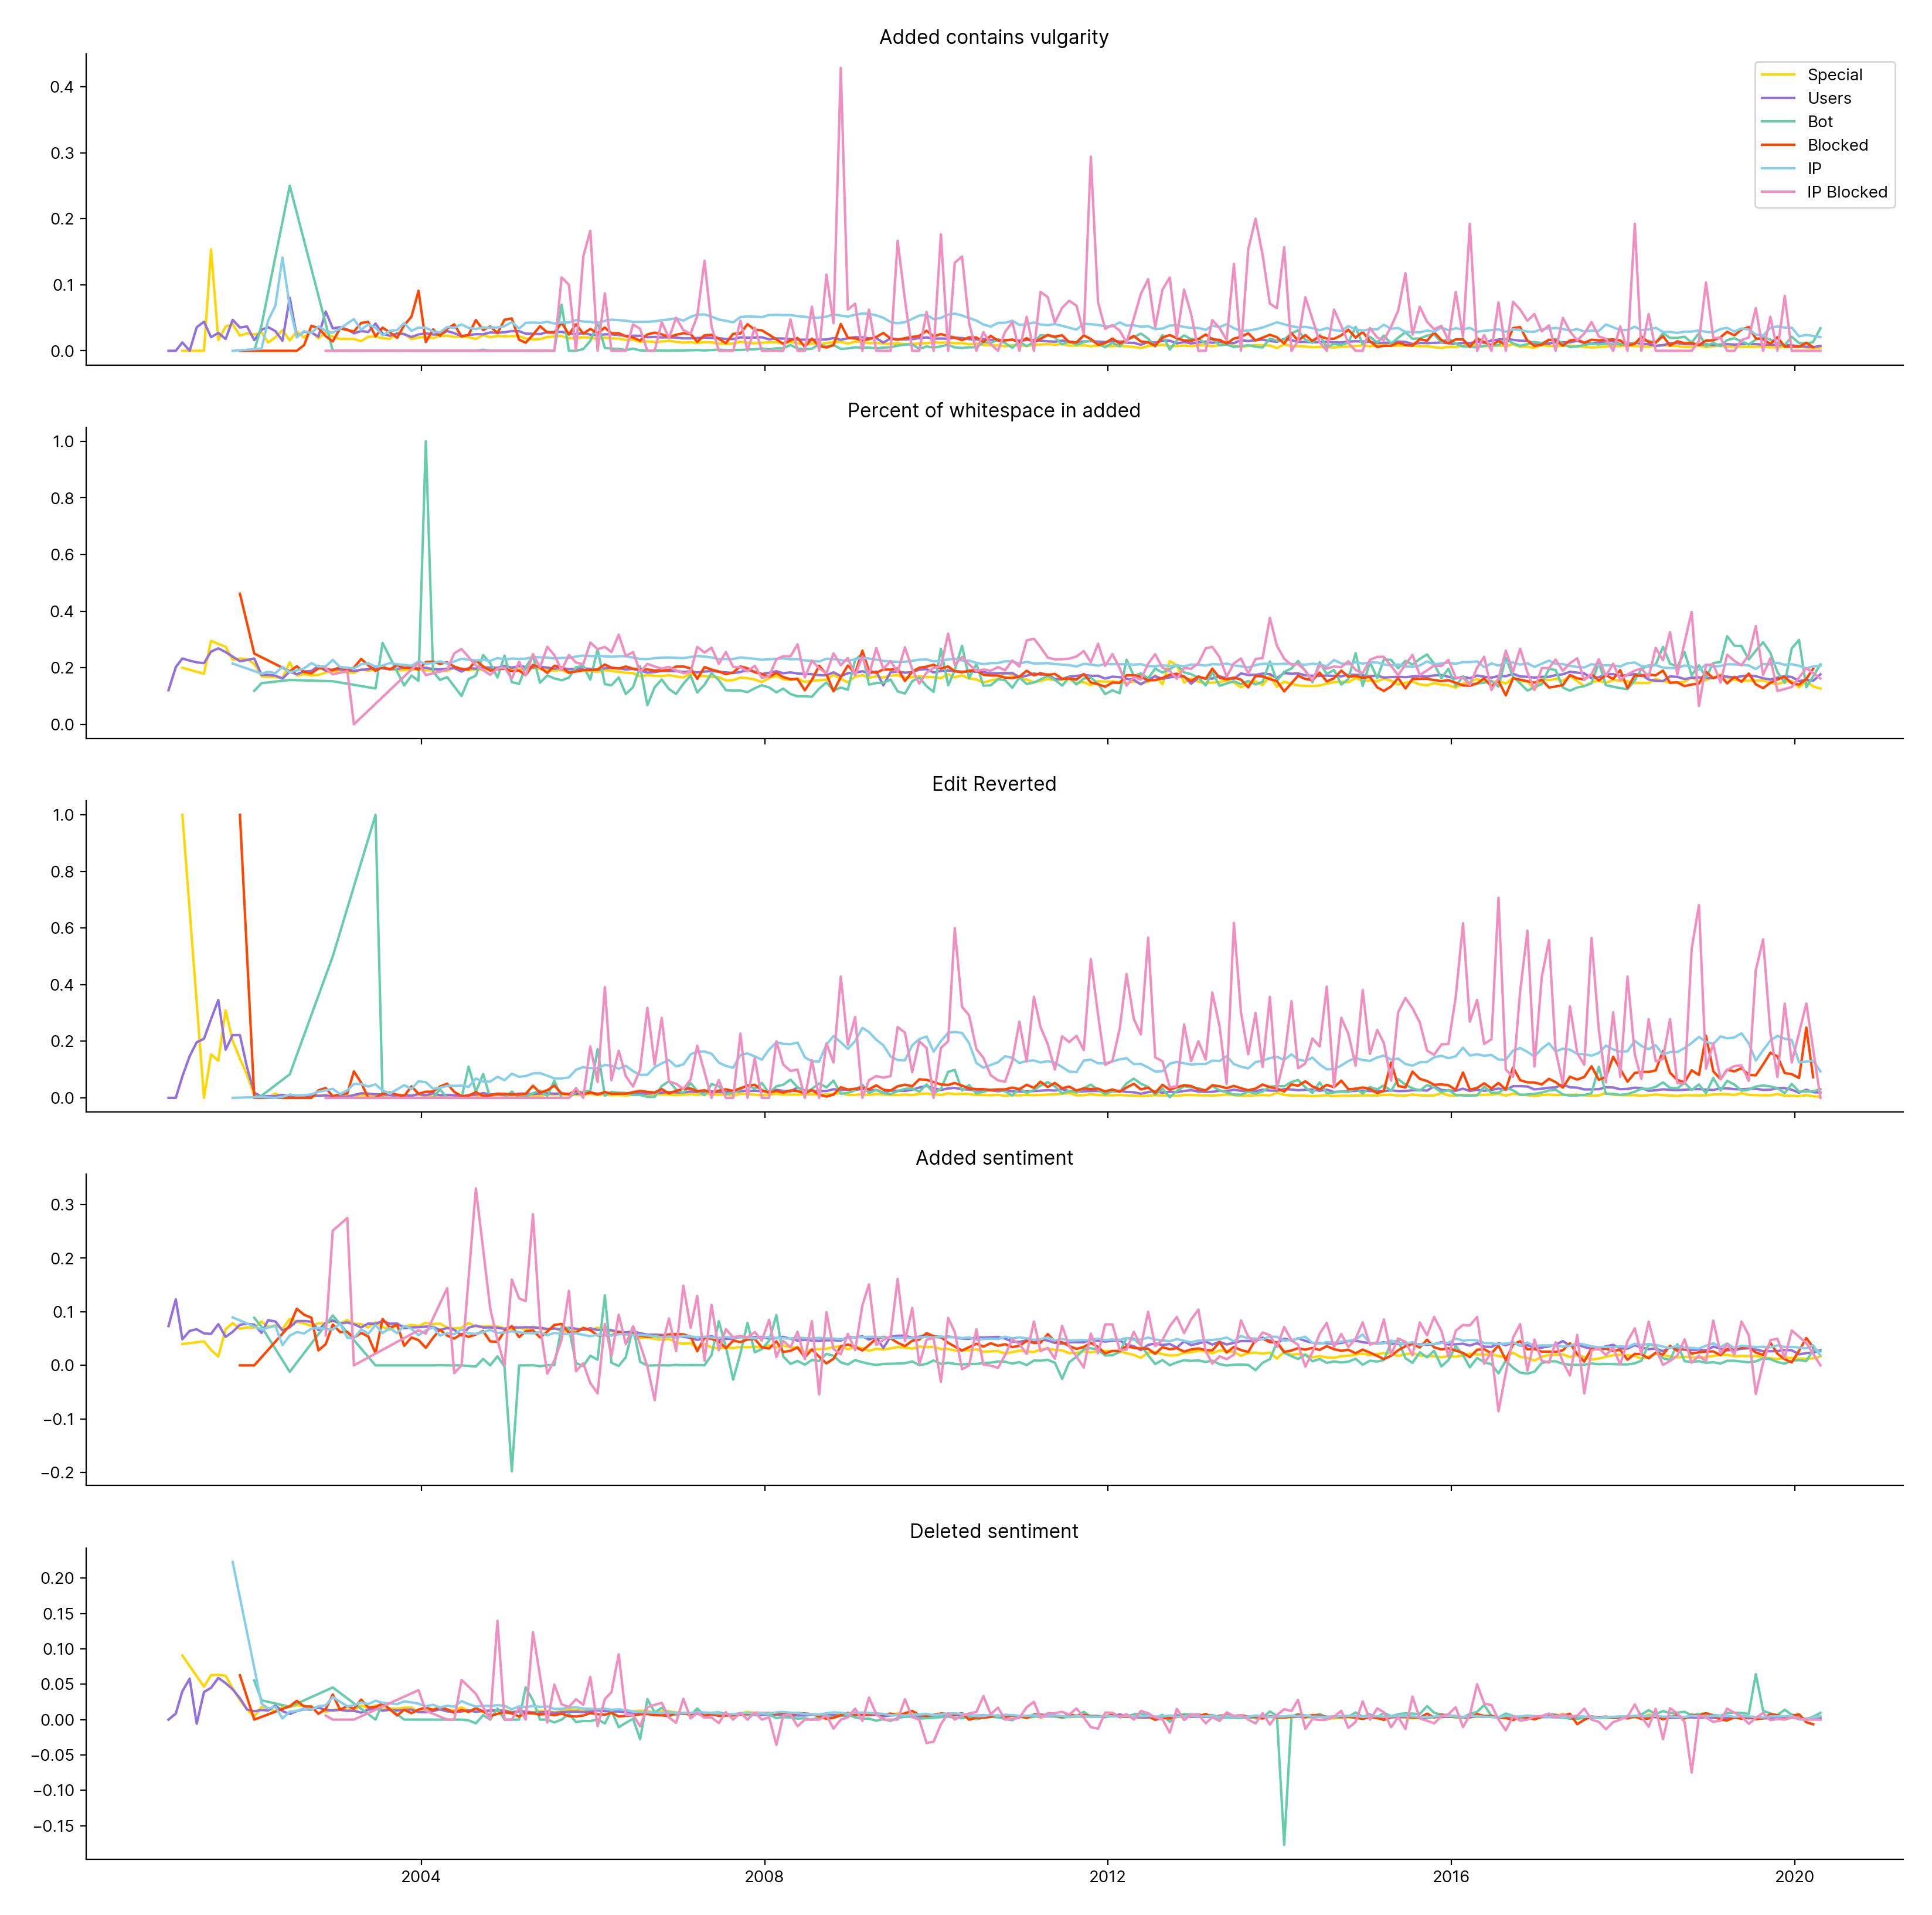 Added contains vulgarity
0.4
0.3
0.2
0.1
0.0
Special
Users
Bot
Blocked
IP
IP Blocked
Percent of whitespace in added
1.0
0.8
0.6
0.4
0.2
0.0
Edit Reverted
1.0
0.8
0.6
0.4
0.2
0.0
Added sentiment
0.3
0.2
0.1
0.0
−0.1
−0.2
Deleted sentiment
0.20
0.15
0.10
0.05
0.00
−0.05
−0.10
−0.15
2004 2008 2012 2016 2020